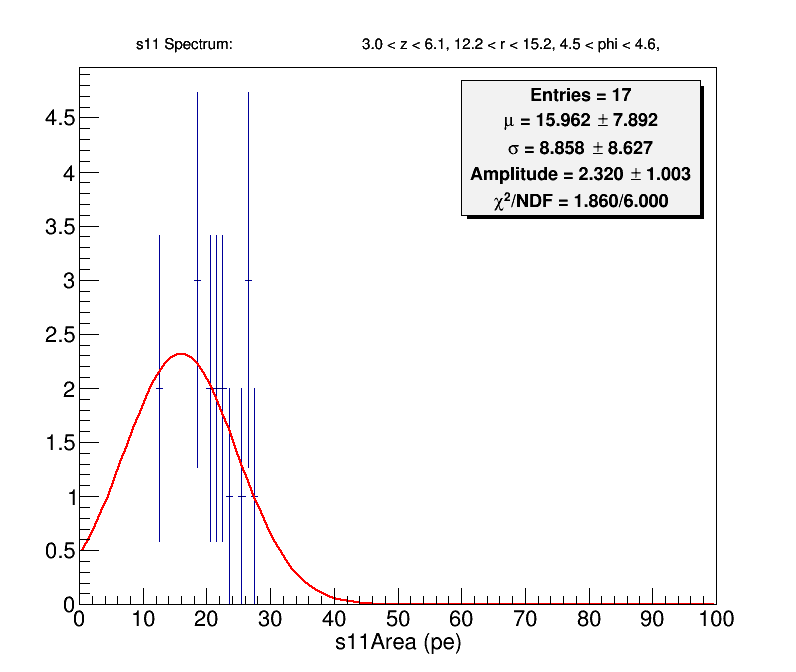 s11 Spectrum: 3.0 < z < 6.1, 12.2 < r < 15.2, 4.5 < phi < 4.6,
Entries = 17
μ = 15.962 ± 7.892
σ = 8.858 ± 8.627
Amplitude = 2.320 ± 1.003
χ²/NDF = 1.860/6.000
4.5
4
3.5
3
2.5
2
1.5
1
0.5
0
0 10 20 30 40 50 60 70 80 90 100
s11Area (pe)